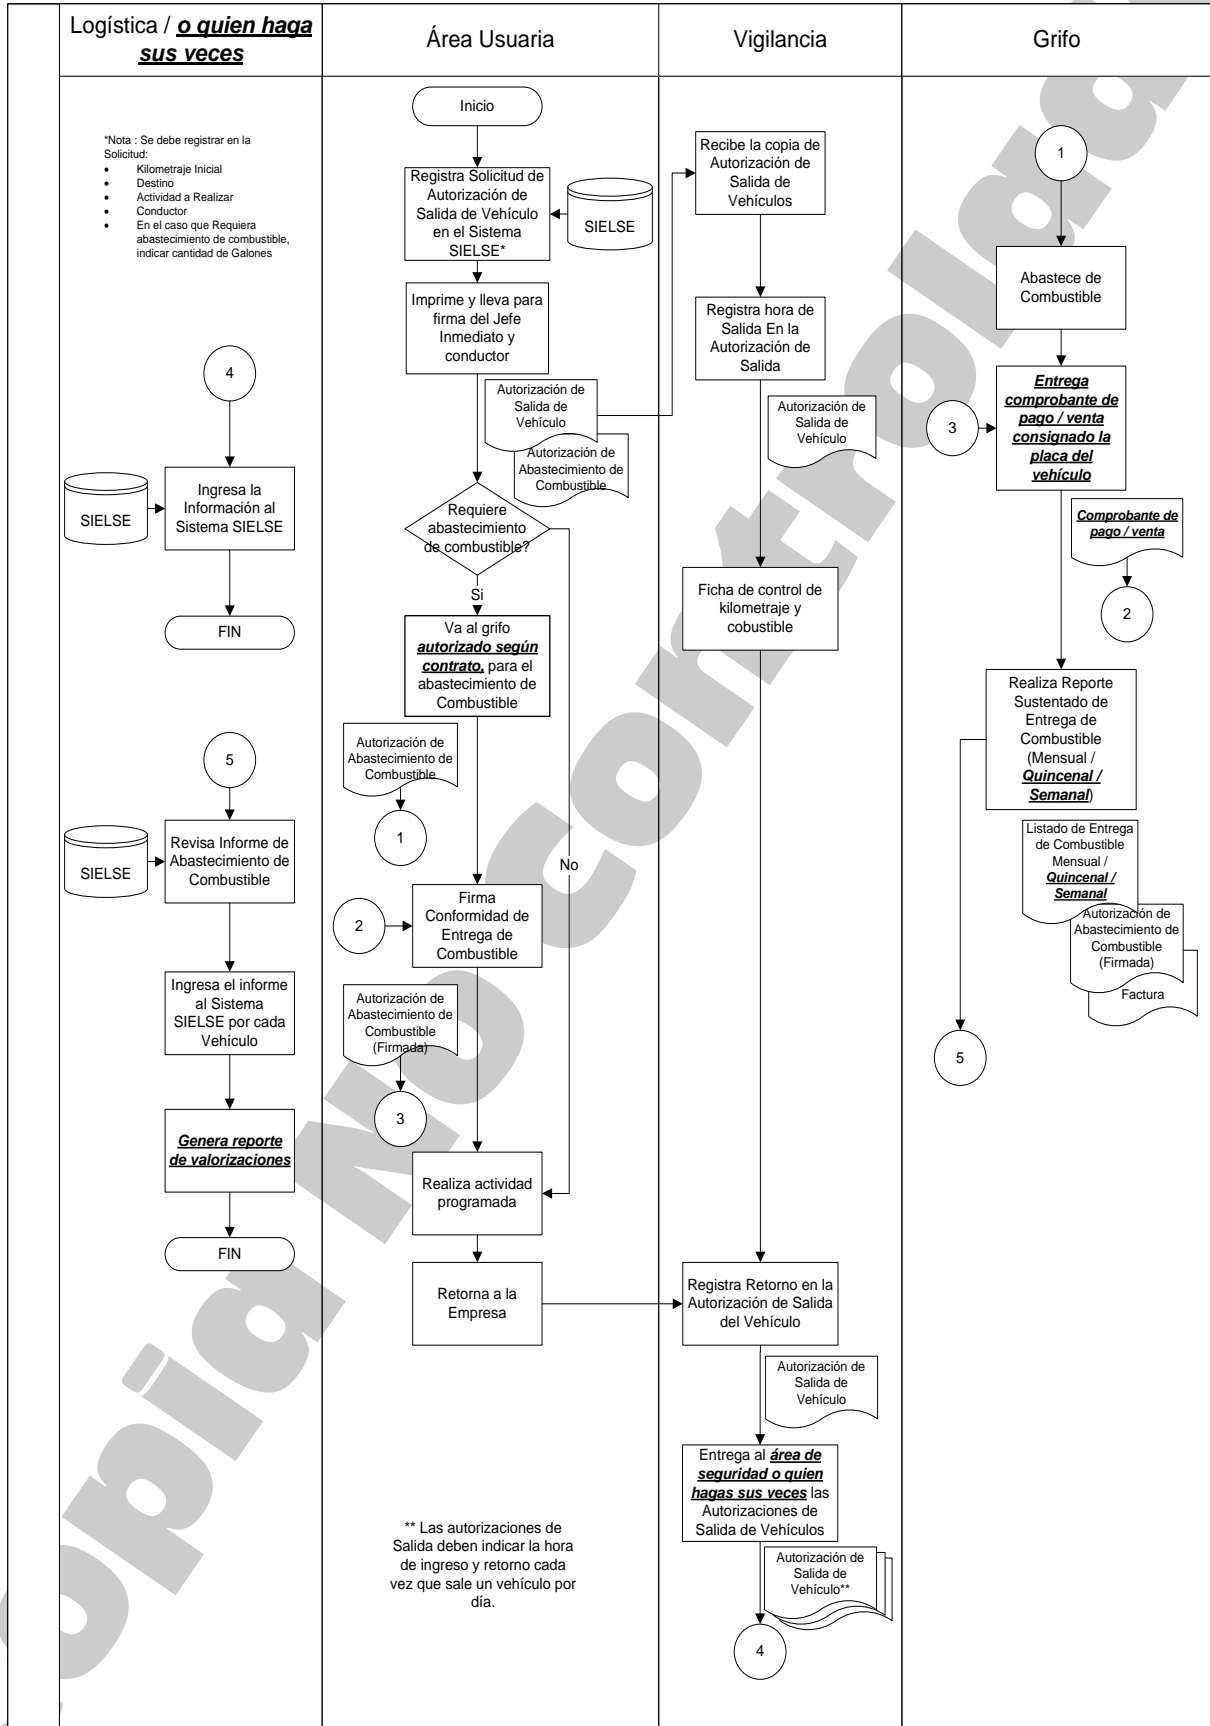 Logística / o quien haga
sus veces
Área Usuaria
Vigilancia
Grifo
*Nota : Se debe registrar en la
Solicitud:
• Kilometraje Inicial
• Destino
• Actividad a Realizar
• Conductor
• En el caso que Requiera
abastecimiento de combustible,
indicar cantidad de Galones
4
SIELSE
Ingresa la
Información al
Sistema SIELSE
FIN
5
SIELSE
Revisa Informe de
Abastecimiento de
Combustible
Ingresa el informe
al Sistema
SIELSE por cada
Vehículo
Genera reporte
de valorizaciones
FIN
Inicio
Registra Solicitud de
Autorización de
Salida de Vehículo
en el Sistema
SIELSE*
SIELSE
Imprime y lleva para
firma del Jefe
Inmediato y
conductor
Autorización de
Salida de
Vehículo
Autorización de
Abastecimiento de
Combustible
Requiere
abastecimiento
de combustible?
Si
No
Va al grifo
autorizado según
contrato, para el
abastecimiento de
Combustible
Autorización de
Abastecimiento de
Combustible
1
2
Firma
Conformidad de
Entrega de
Combustible
Autorización de
Abastecimiento de
Combustible
(Firmada)
3
Realiza actividad
programada
Retorna a la
Empresa
** Las autorizaciones de
Salida deben indicar la hora
de ingreso y retorno cada
vez que sale un vehículo por
día.
Recibe la copia de
Autorización de
Salida de
Vehículos
Registra hora de
Salida En la
Autorización de
Salida
Autorización de
Salida de
Vehículo
Ficha de control de
kilometraje y
cobustible
Registra Retorno en la
Autorización de Salida
del Vehículo
Autorización de
Salida de
Vehículo
Entrega al área de
seguridad o quien
hagas sus veces las
Autorizaciones de
Salida de Vehículos
Autorización de
Salida de
Vehículo**
4
1
Abastece de
Combustible
3
Entrega
comprobante de
pago / venta
consignado la
placa del
vehículo
Comprobante de
pago / venta
2
Realiza Reporte
Sustentado de
Entrega de
Combustible
(Mensual /
Quincenal /
Semanal)
Listado de Entrega
de Combustible
Mensual /
Quincenal /
Semanal
Autorización de
Abastecimiento de
Combustible
(Firmada)
Factura
5
opia No controlad